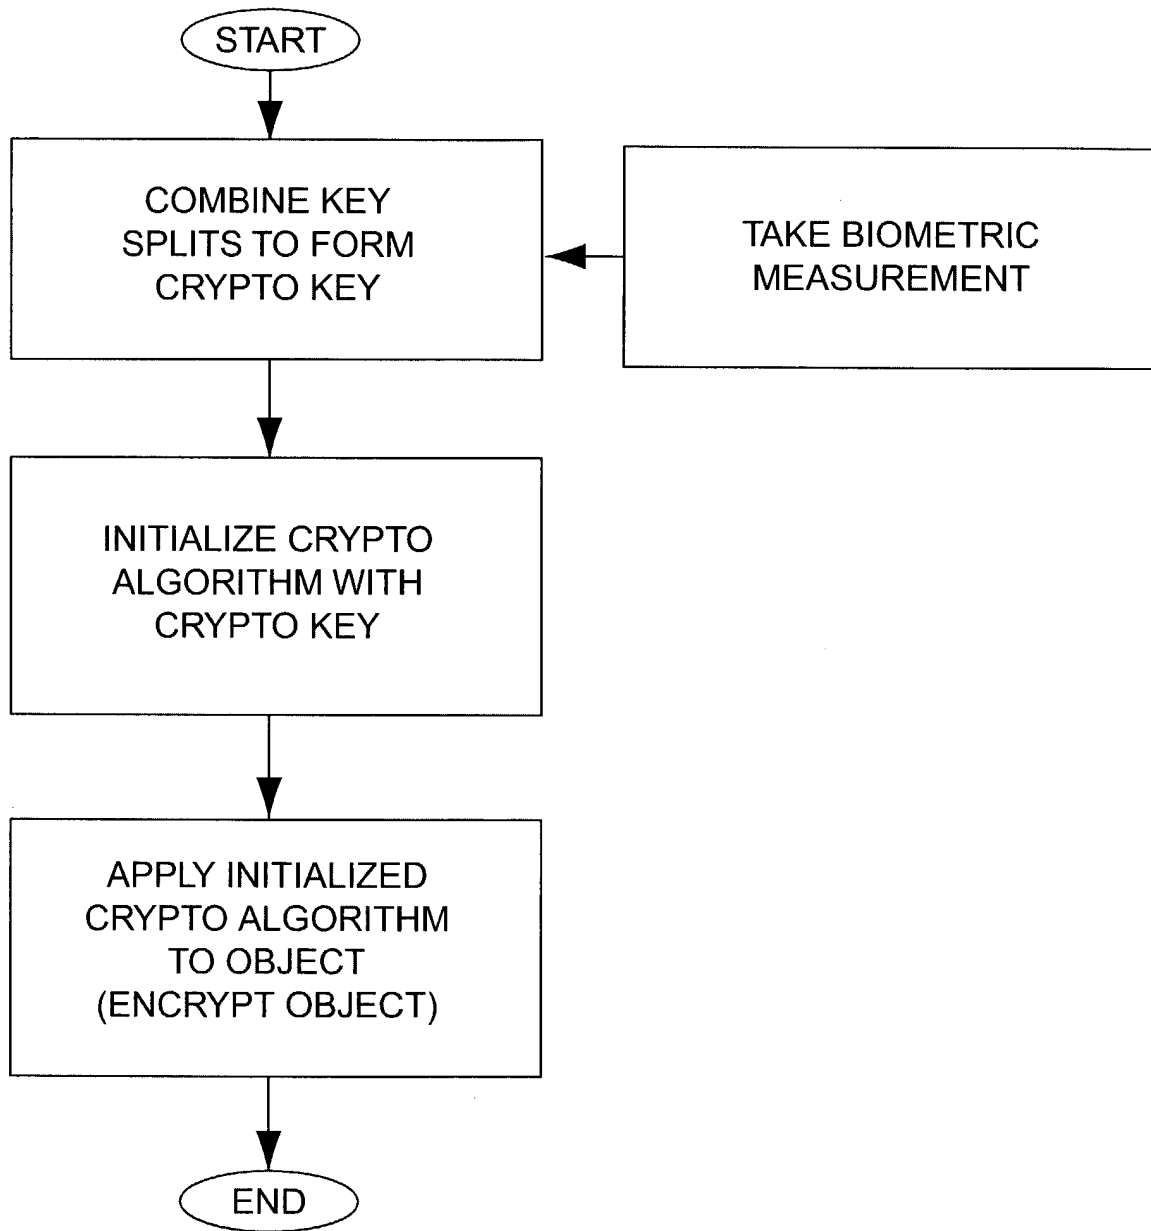 START
COMBINE KEY
SPLITS TO FORM
CRYPTO KEY
TAKE BIOMETRIC
MEASUREMENT
INITIALIZE CRYPTO
ALGORITHM WITH
CRYPTO KEY
APPLY INITIALIZED
CRYPTO ALGORITHM
TO OBJECT
(ENCRYPT OBJECT)
END